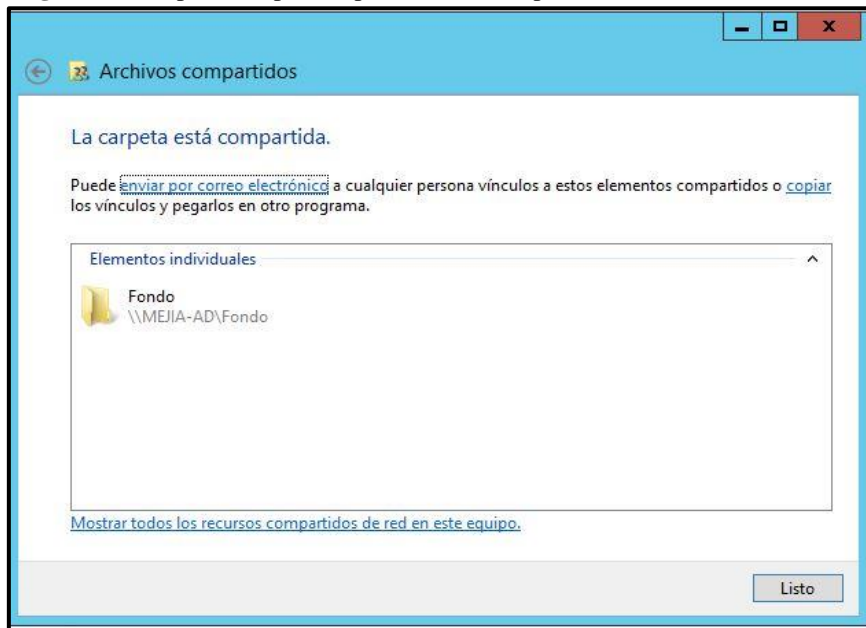 Archivos compartidos
La carpeta está compartida.
Puede enviar por correo electrónico a cualquier persona vínculos a estos elementos compartidos o copiar
los vínculos y pegarlos en otro programa.
Elementos individuales
Fondo
\\MEJIA-AD\Fondo
Mostrar todos los recursos compartidos de red en este equipo.
Listo